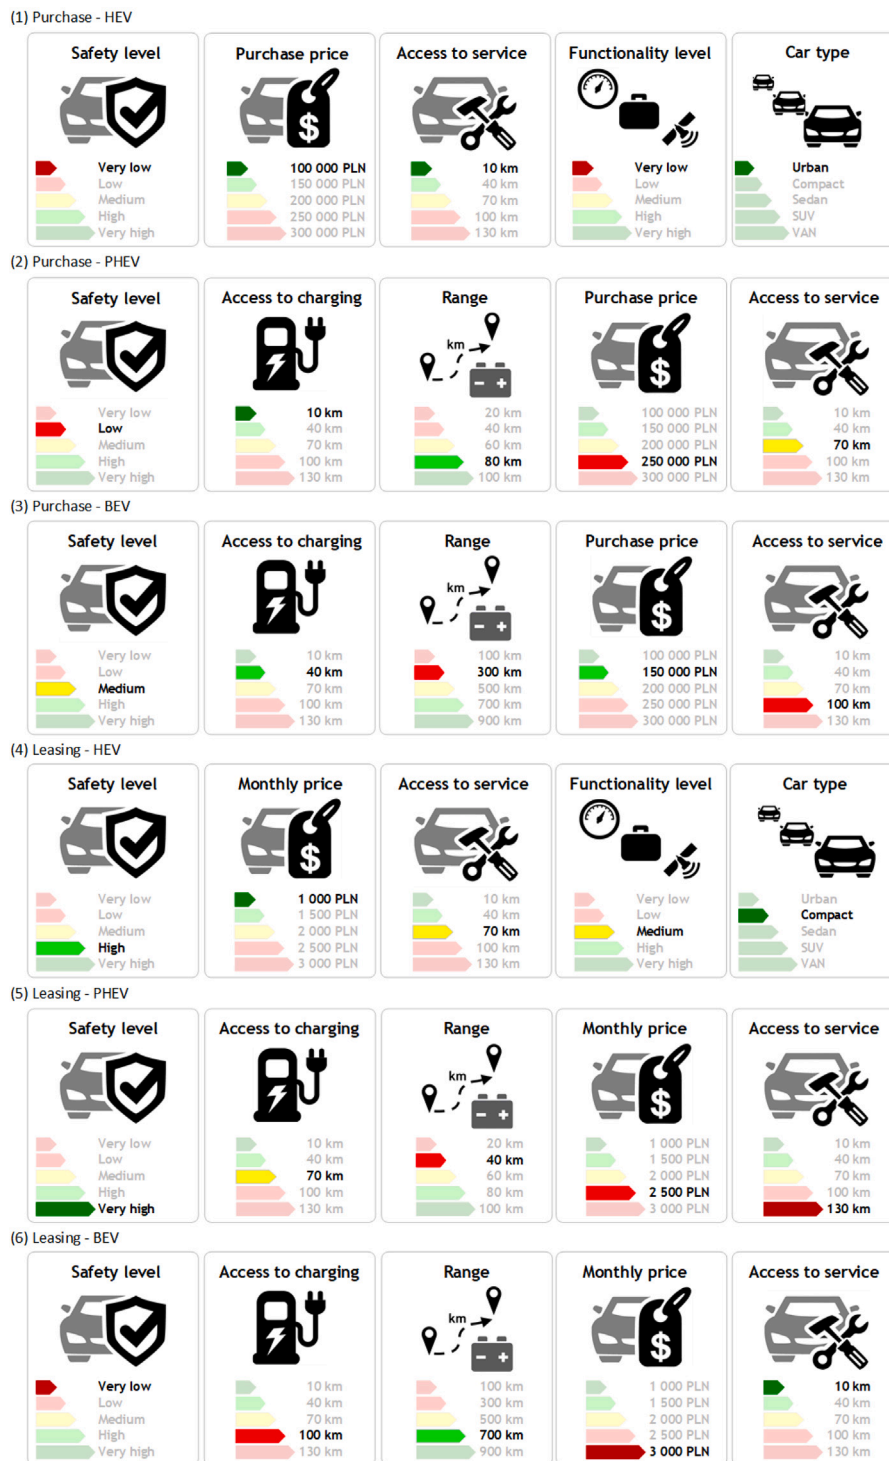 (1) Purchase - HEV
Safety level Purchase price Access to service Functionality level Car type
$
Very low 100 000 PLN 10 km Very low Urban
Low 150 000 PLN 40 km Low Compact
Medium 200 000 PLN 70 km Medium Sedan
High 250 000 PLN 100 km High SUV
Very high 300 000 PLN 130 km Very high VAN
(2) Purchase - PHEV
Safety level Access to charging Range Purchase price Access to service
km
$
Very low 10 km 20 km 100 000 PLN 10 km
Low 40 km 40 km 150 000 PLN 40 km
Medium 70 km 60 km 200 000 PLN 70 km
High 100 km 80 km 250 000 PLN 100 km
Very high 130 km 100 km 300 000 PLN 130 km
(3) Purchase - BEV
Safety level Access to charging Range Purchase price Access to service
km
$
Very low 10 km 100 km 100 000 PLN 10 km
Low 40 km 300 km 150 000 PLN 40 km
Medium 70 km 500 km 200 000 PLN 70 km
High 100 km 700 km 250 000 PLN 100 km
Very high 130 km 900 km 300 000 PLN 130 km
(4) Leasing - HEV
Safety level Monthly price Access to service Functionality level Car type
$
Very low 1 000 PLN 10 km Very low Urban
Low 1 500 PLN 40 km Low Compact
Medium 2 000 PLN 70 km Medium Sedan
High 2 500 PLN 100 km High SUV
Very high 3 000 PLN 130 km Very high VAN
(5) Leasing - PHEV
Safety level Access to charging Range Monthly price Access to service
km
$
Very low 10 km 20 km 1 000 PLN 10 km
Low 40 km 40 km 1 500 PLN 40 km
Medium 70 km 60 km 2 000 PLN 70 km
High 100 km 80 km 2 500 PLN 100 km
Very high 130 km 100 km 3 000 PLN 130 km
(6) Leasing - BEV
Safety level Access to charging Range Monthly price Access to service
km
$
Very low 10 km 100 km 1 000 PLN 10 km
Low 40 km 300 km 1 500 PLN 40 km
Medium 70 km 500 km 2 000 PLN 70 km
High 100 km 700 km 2 500 PLN 100 km
Very high 130 km 900 km 3 000 PLN 130 km